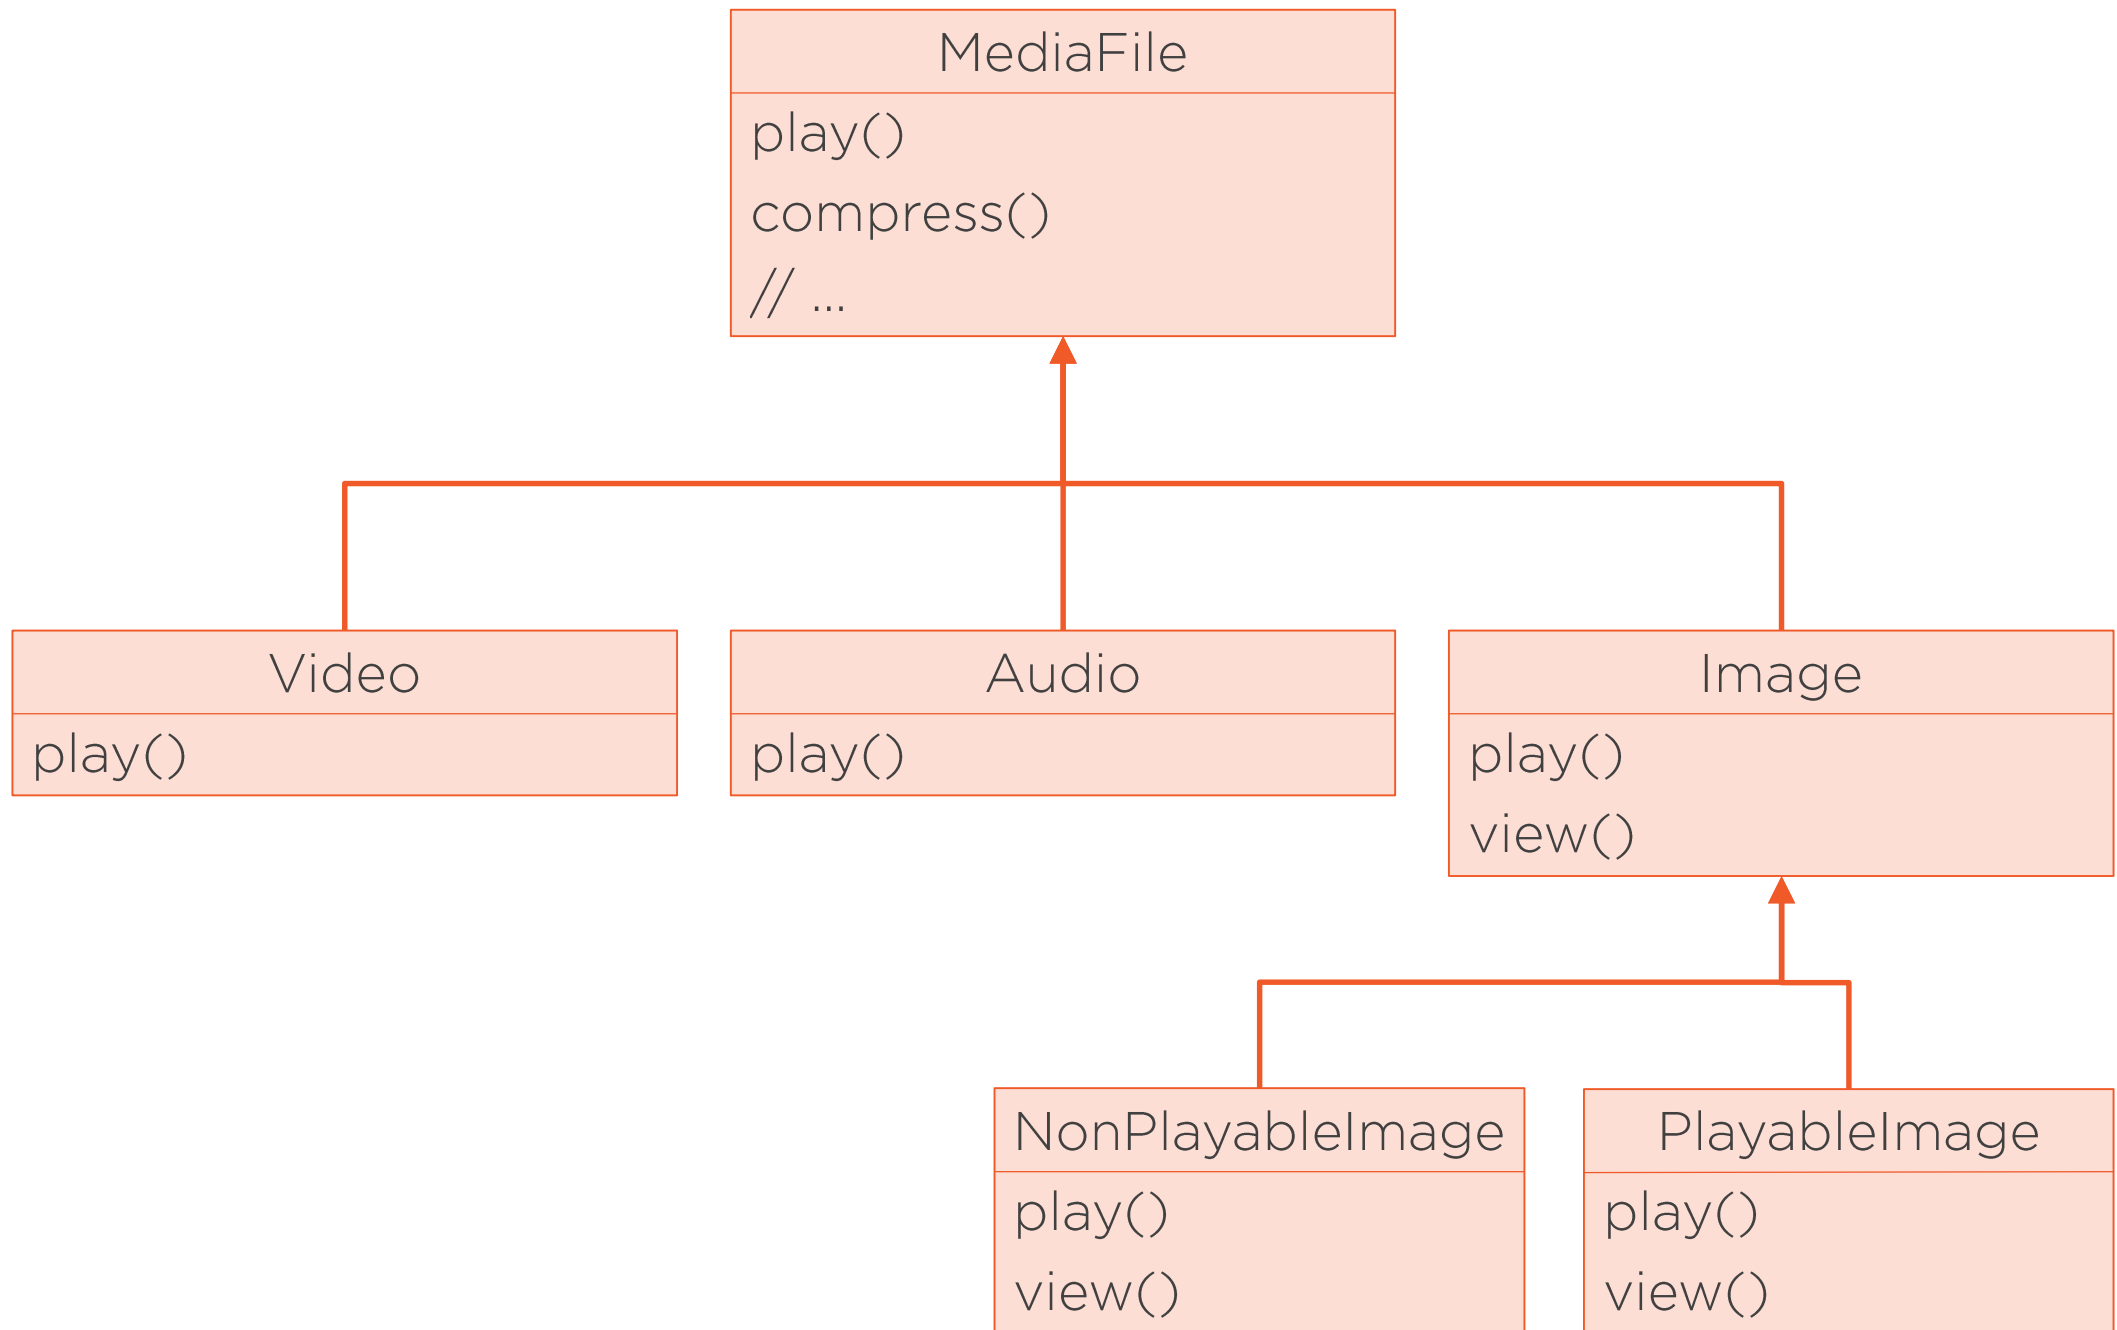 MediaFile
play()
compress()
// ...
Video
play()
Audio
play()
Image
play()
view()
NonPlayableImage
play()
view()
PlayableImage
play()
view()